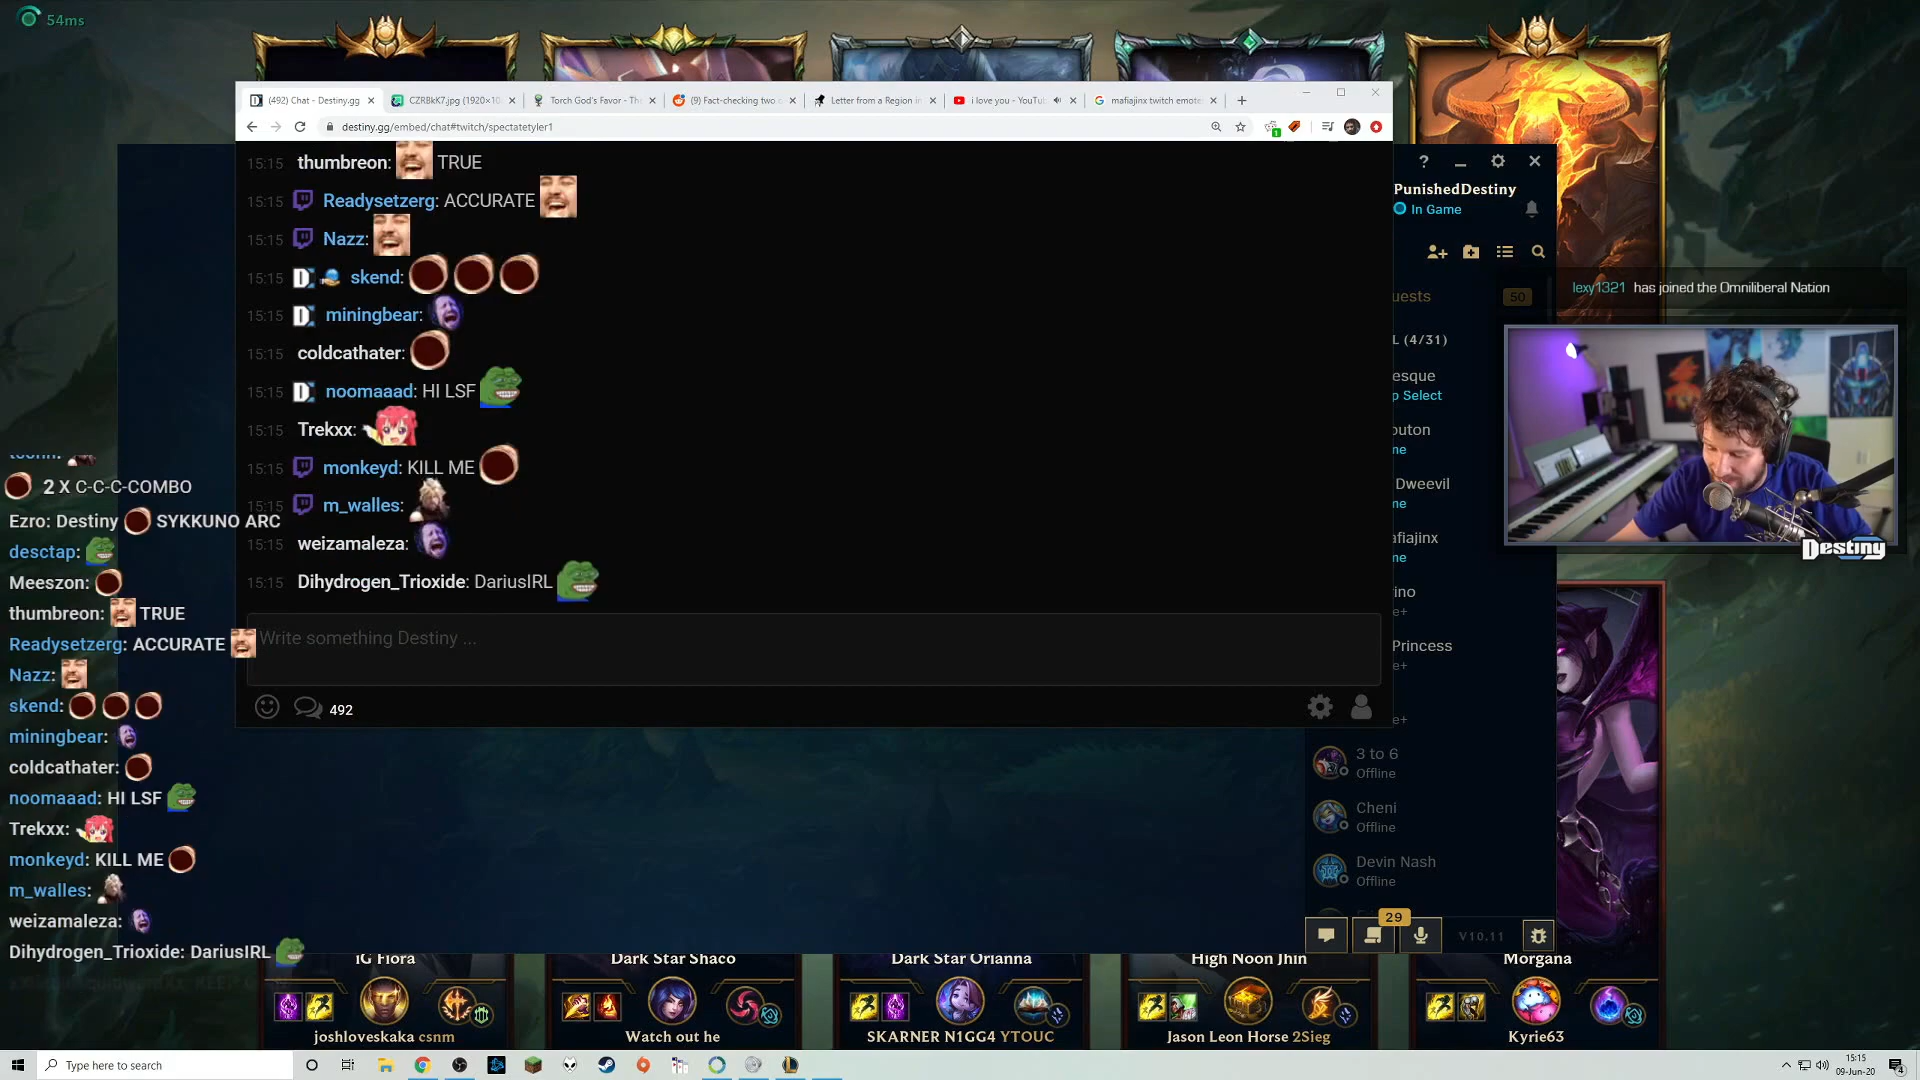 54ms
(492) Chat - Destiny.gg
CZRBkK7.jpg (1920×10
Torch God's Favor - Th
(9) Fact-checking two c
Letter from a Region in
i love you - YouTub
mafiajinx twitch emote
destiny.gg/embed/chat#twitch/spectatetyler1
15:15 thumbreon: TRUE
15:15 Readysetzerg: ACCURATE
15:15 Nazz:
15:15 skend:
15:15 miningbear:
15:15 coldcathater:
15:15 noomaaad: HI LSF
15:15 Trekxx:
15:15 monkeyd: KILL ME
15:15 m_walles:
15:15 weizamaleza:
15:15 Dihydrogen_Trioxide: DariusIRL
Write something Destiny ...
492
2 X C-C-C-COMBO
Ezro: Destiny SYKKUNO ARC
desctap:
Meeszon:
thumbreon: TRUE
Readysetzerg: ACCURATE
Nazz:
skend:
miningbear:
coldcathater:
noomaaad: HI LSF
Trekxx:
monkeyd: KILL ME
m_walles:
weizamaleza:
Dihydrogen_Trioxide: DariusIRL
PunishedDestiny
In Game
uests 50
L (4/31)
esque
p Select
outon
me
Dweevil
me
afiajinx
me
ino
e+
Princess
e+
e+
3 to 6
Offline
Cheni
Offline
Devin Nash
Offline
29
V10.11
lexy1321 has joined the Omniliberal Nation
Destiny
iG Fiora
joshloveskaka csnm
Dark Star Shaco
Watch out he
Dark Star Orianna
SKARNER N1GG4 YTOUC
High Noon Jhin
Jason Leon Horse 2Sieg
Morgana
Kyrie63
Type here to search
15:15
09-Jun-20
4